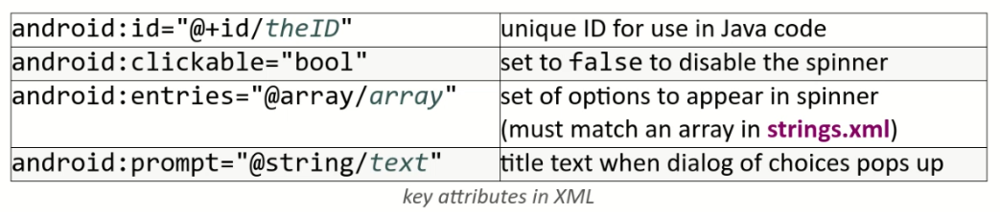 android:id="@+id/theID" unique ID for use in Java code
android:clickable="bool" set to false to disable the spinner
android:entries="@array/array" set of options to appear in spinner
(must match an array in strings.xml)
android:prompt="@string/text" title text when dialog of choices pops up
key attributes in XML